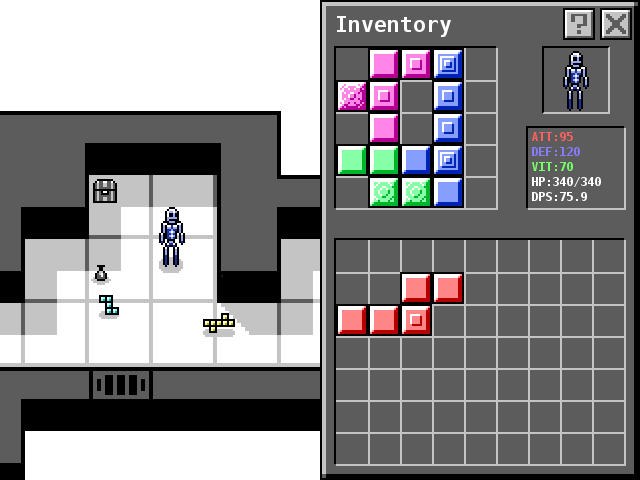 Inventory
?
ATT:95
DEF:120
VIT:70
HP:340/340
DPS:75.9